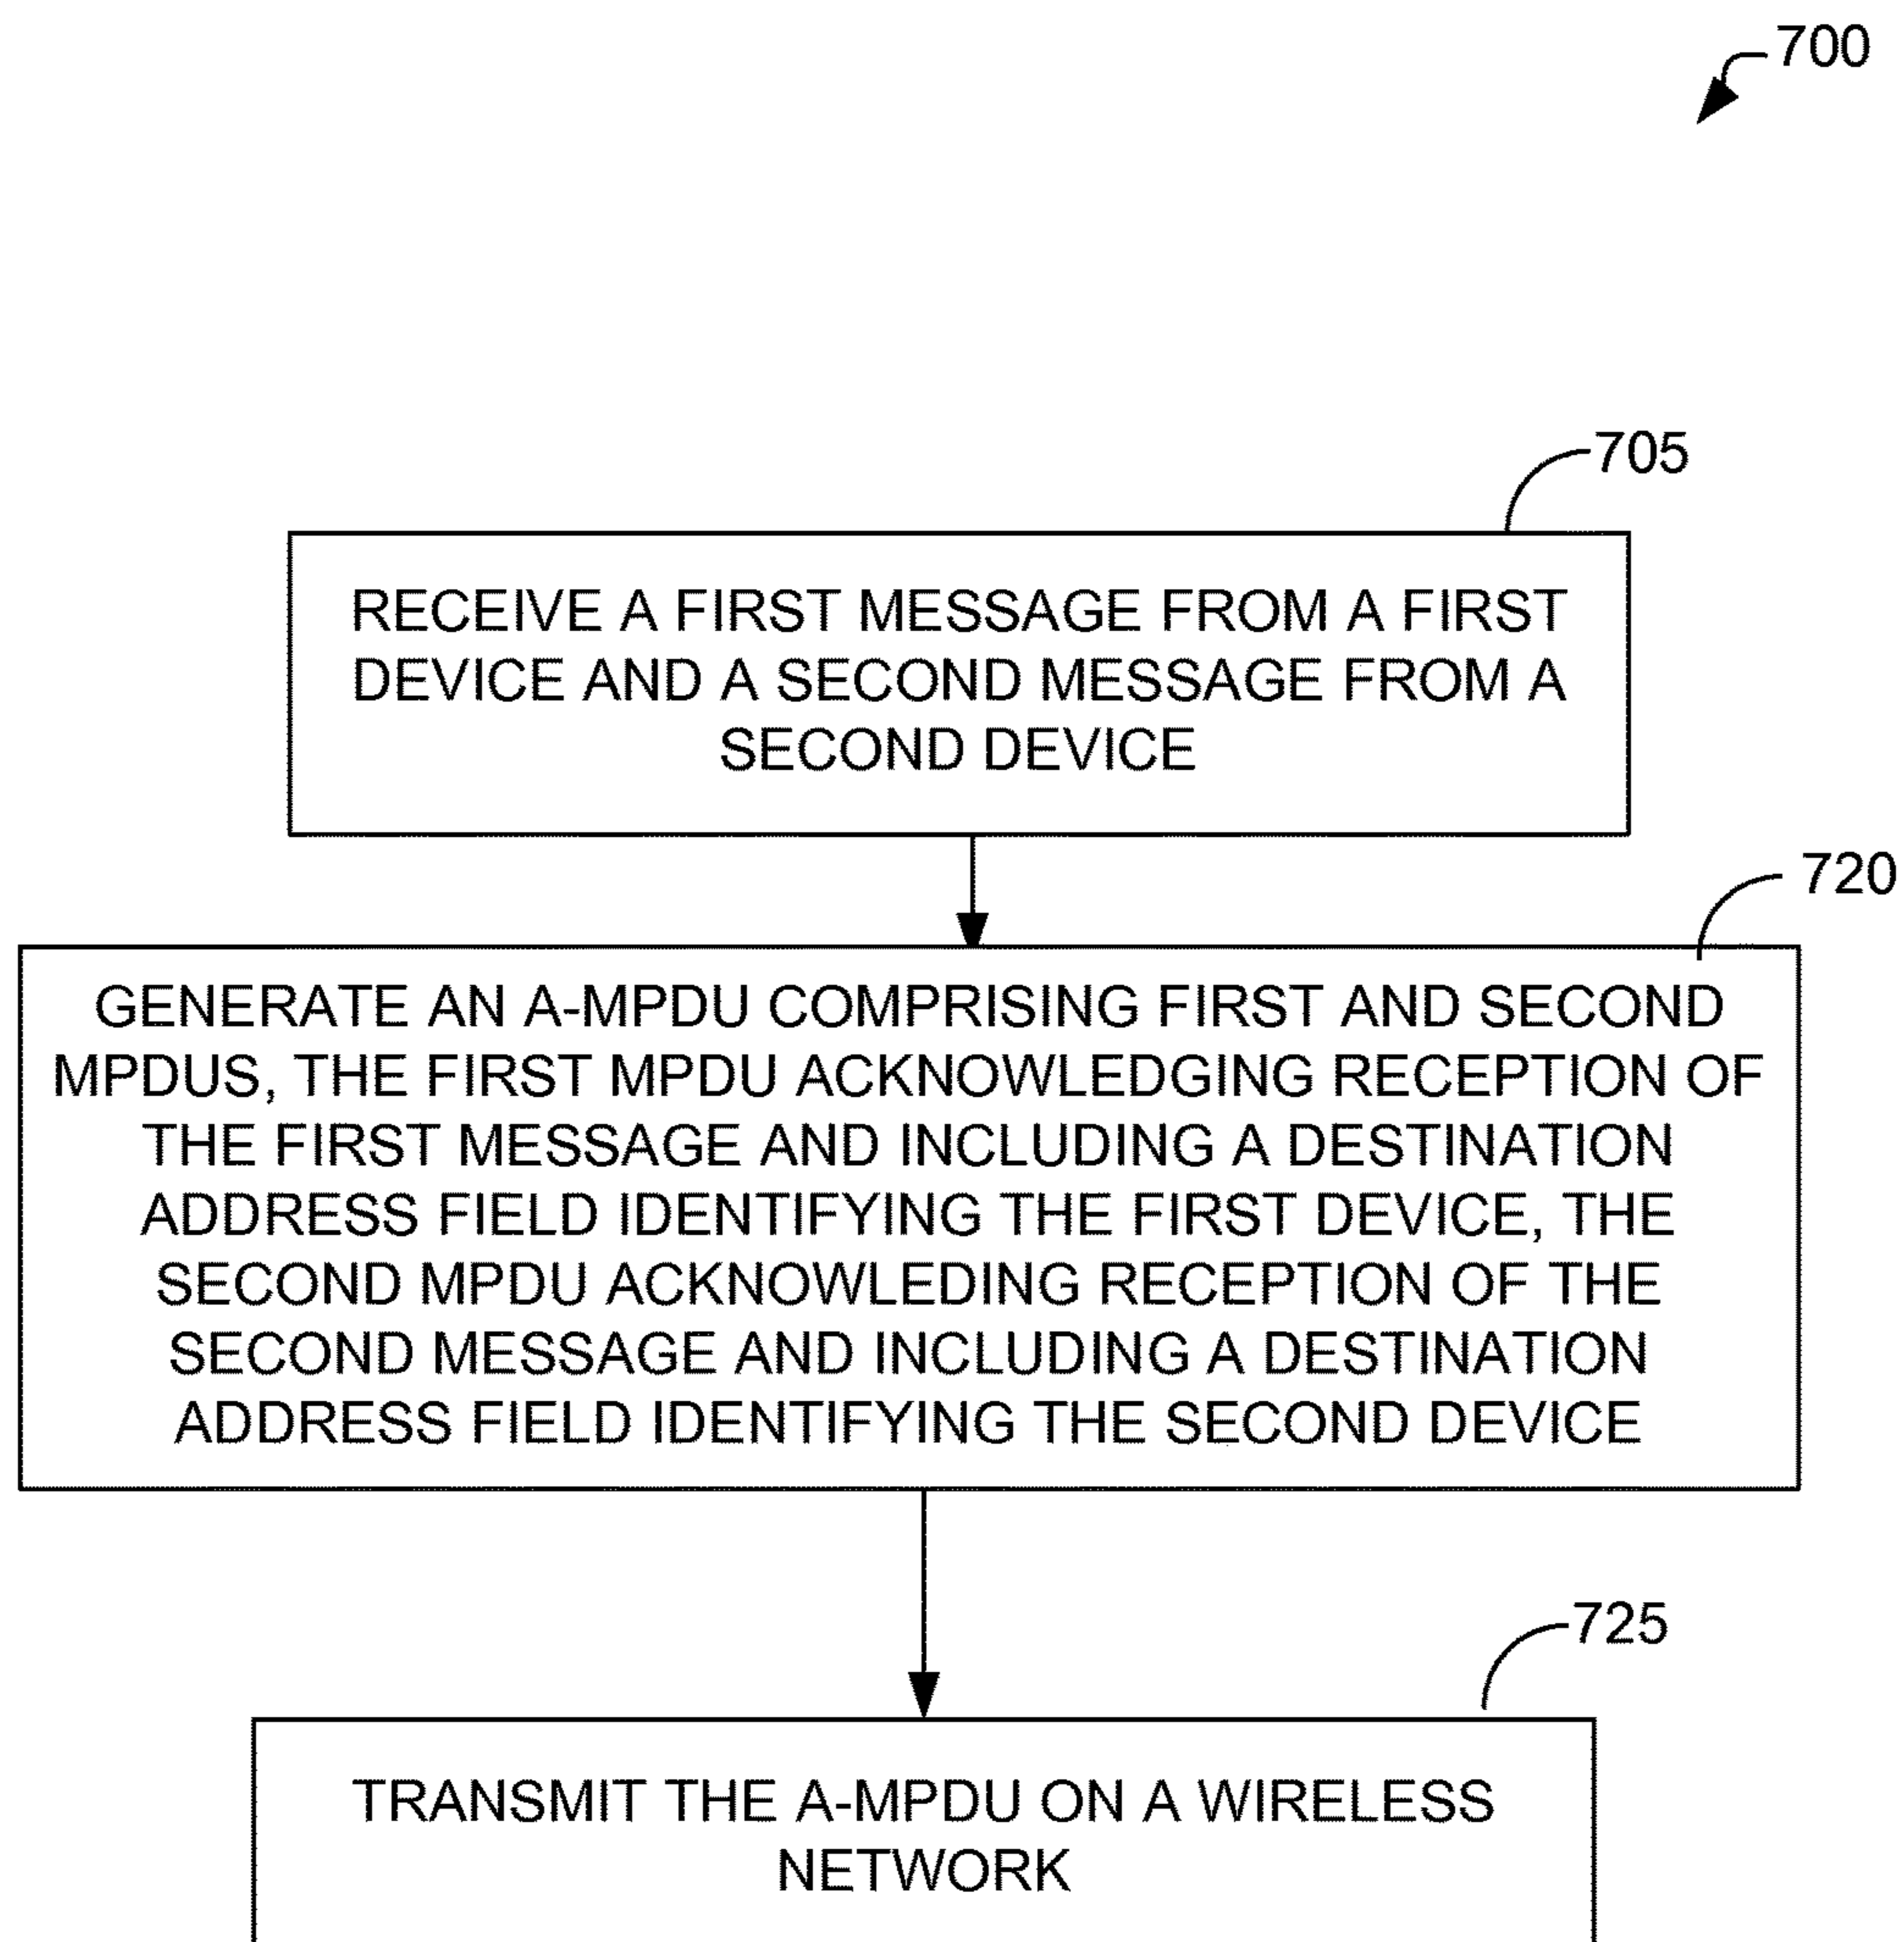 700
705
RECEIVE A FIRST MESSAGE FROM A FIRST
DEVICE AND A SECOND MESSAGE FROM A
SECOND DEVICE
720
GENERATE AN A-MPDU COMPRISING FIRST AND SECOND
MPDUS, THE FIRST MPDU ACKNOWLEDGING RECEPTION OF
THE FIRST MESSAGE AND INCLUDING A DESTINATION
ADDRESS FIELD IDENTIFYING THE FIRST DEVICE, THE
SECOND MPDU ACKNOWLEDING RECEPTION OF THE
SECOND MESSAGE AND INCLUDING A DESTINATION
ADDRESS FIELD IDENTIFYING THE SECOND DEVICE
725
TRANSMIT THE A-MPDU ON A WIRELESS
NETWORK